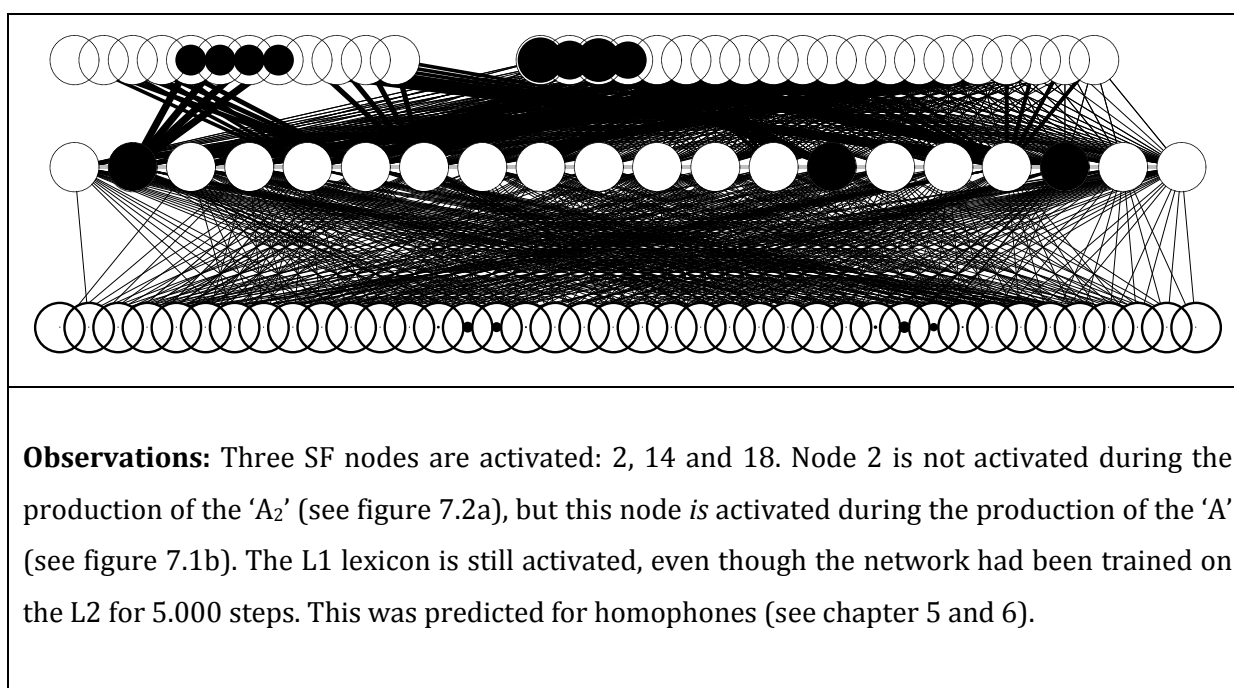 Observations: Three SF nodes are activated: 2, 14 and 18. Node 2 is not activated during the
production of the ‘A₂’ (see figure 7.2a), but this node is activated during the production of the ‘A’
(see figure 7.1b). The L1 lexicon is still activated, even though the network had been trained on
the L2 for 5.000 steps. This was predicted for homophones (see chapter 5 and 6).